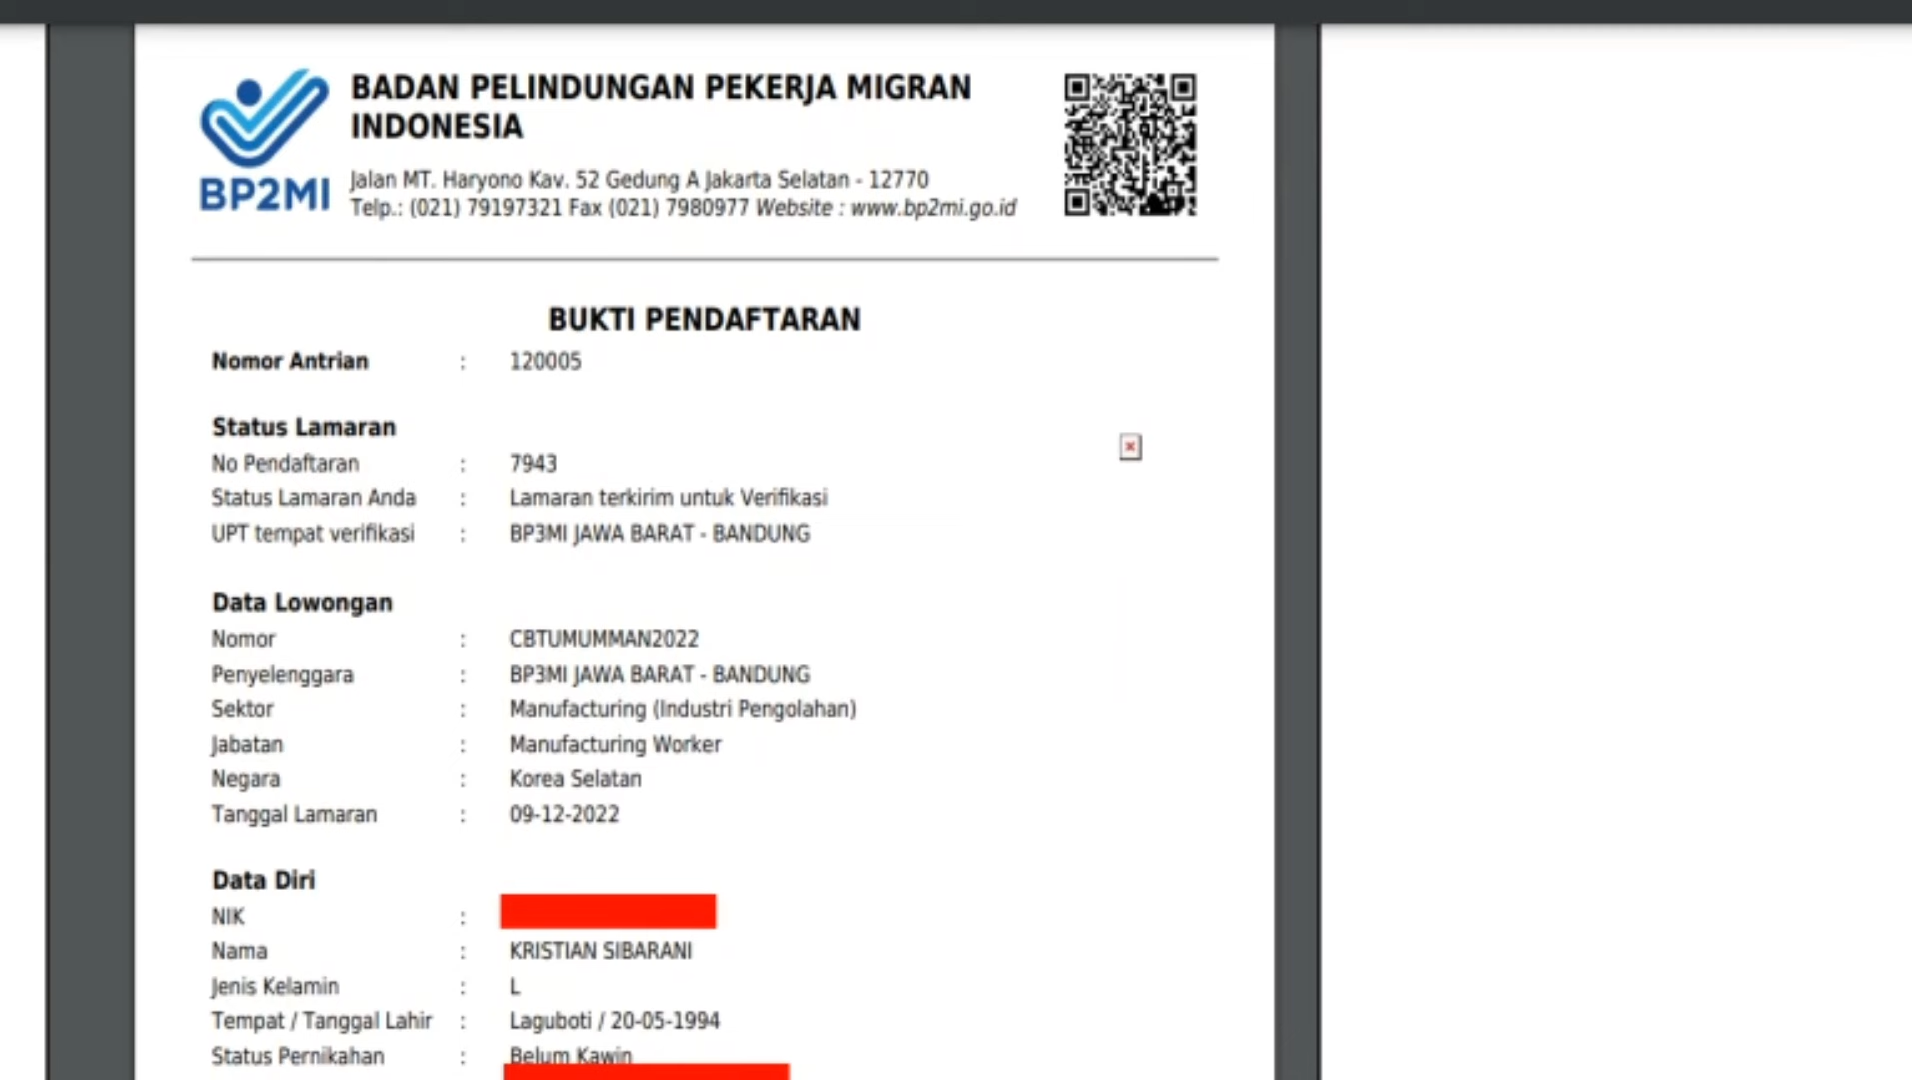 BP2MI
BADAN PELINDUNGAN PEKERJA MIGRAN
INDONESIA
Jalan MT. Haryono Kav. 52 Gedung A Jakarta Selatan - 12770
Telp.: (021) 79197321 Fax (021) 7980977 Website : www.bp2mi.go.id
BUKTI PENDAFTARAN
Nomor Antrian : 120005
Status Lamaran
No Pendaftaran : 7943
Status Lamaran Anda : Lamaran terkirim untuk Verifikasi
UPT tempat verifikasi : BP3MI JAWA BARAT - BANDUNG
Data Lowongan
Nomor : CBTUMUMMAN2022
Penyelenggara : BP3MI JAWA BARAT - BANDUNG
Sektor : Manufacturing (Industri Pengolahan)
Jabatan : Manufacturing Worker
Negara : Korea Selatan
Tanggal Lamaran : 09-12-2022
Data Diri
NIK :
Nama : KRISTIAN SIBARANI
Jenis Kelamin : L
Tempat / Tanggal Lahir : Laguboti / 20-05-1994
Status Pernikahan : Belum Kawin